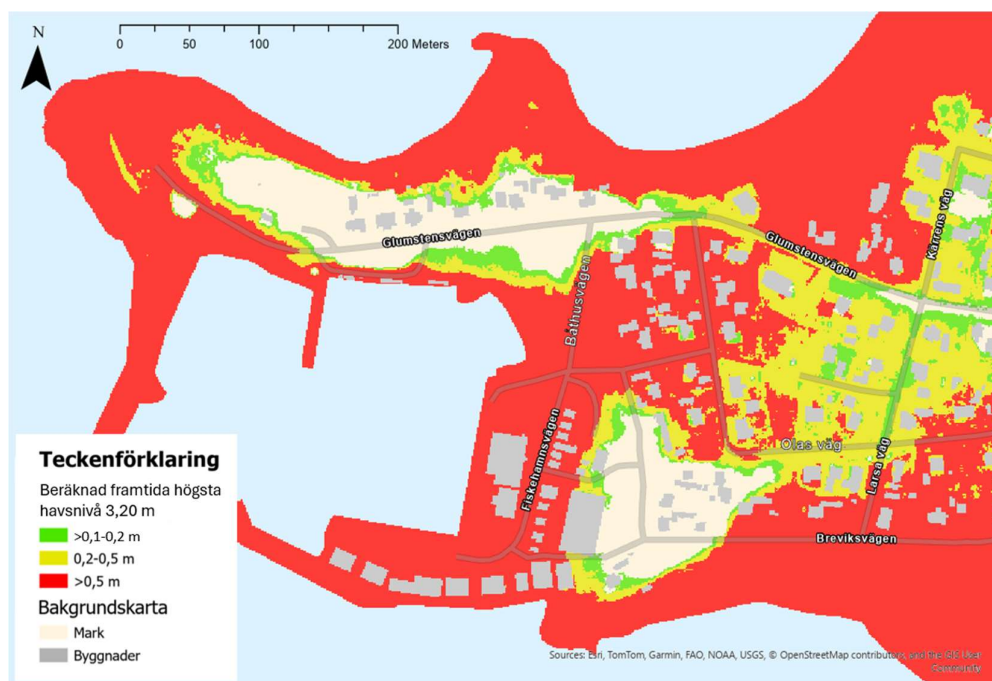 N
0 50 100 200 Meters
Glumstensvägen
Glumstensvägen
Kärrens väg
Båthusvägen
Fiskehamnsvägen
Olas väg
Larsa väg
Breviksvägen
Teckenförklaring
Beräknad framtida högsta
havsnivå 3,20 m
>0,1-0,2 m
0,2-0,5 m
>0,5 m
Bakgrundskarta
Mark
Byggnader
Sources: Esri, TomTom, Garmin, FAO, NOAA, USGS, © OpenStreetMap contributors, and the GIS User
Community